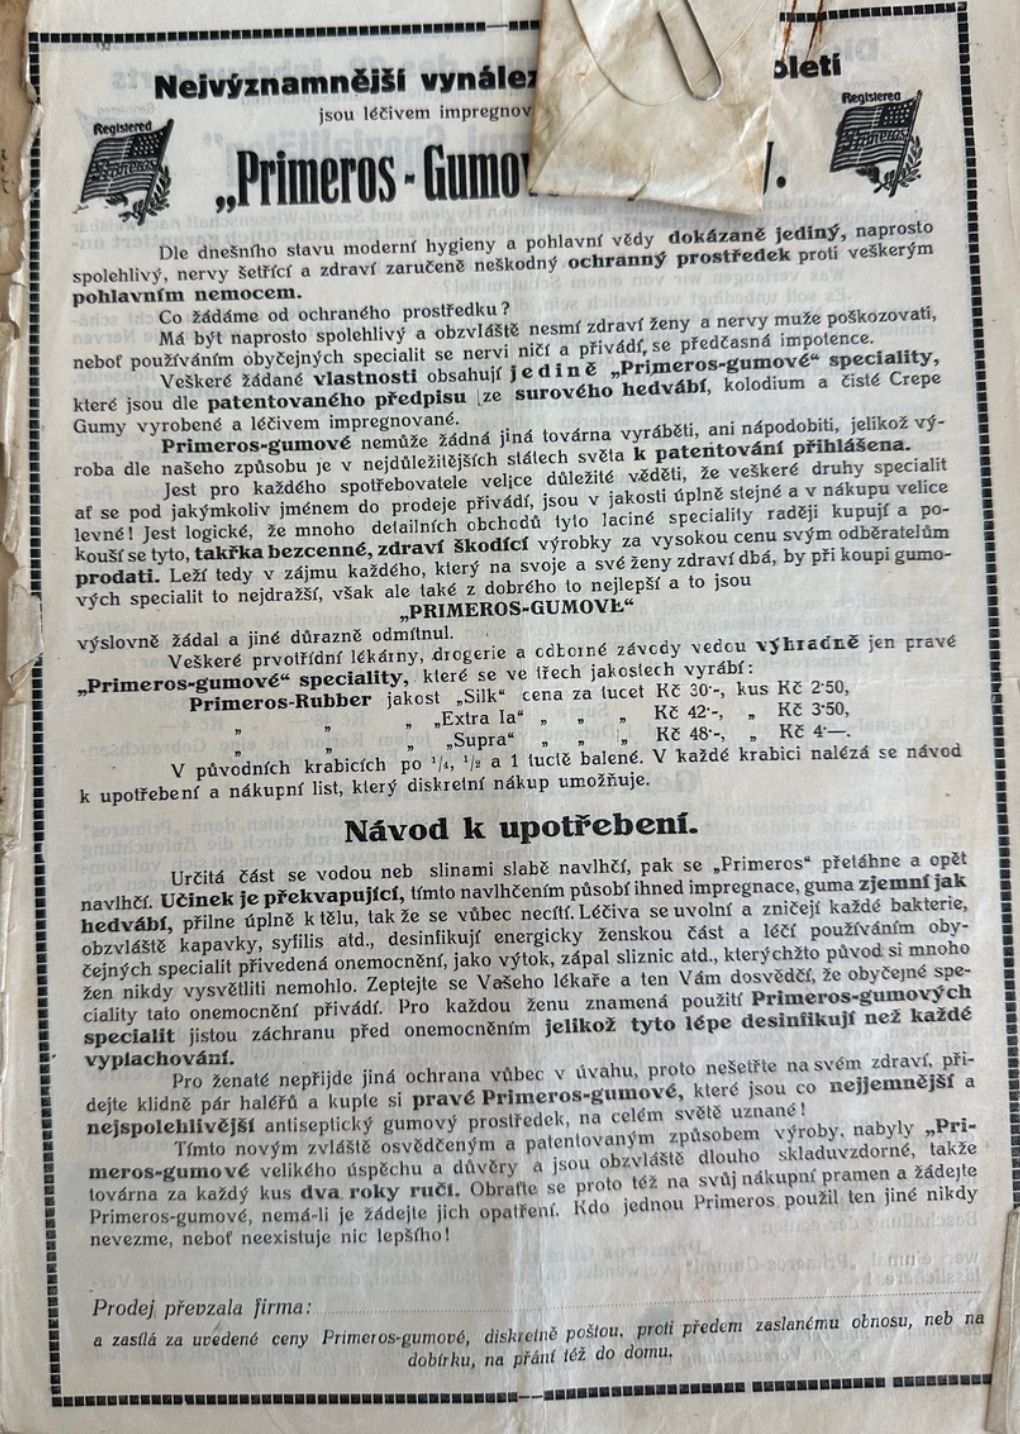 Nejvýznamnější vynález oletí
jsou léčivem impregnov
Registered
Primeros
Registered
Primeros
„Primeros - Gumov
Dle dnešního stavu moderní hygieny a pohlavní vědy dokázaně jediný, naprosto
spolehlivý, nervy šetřící a zdraví zaručeně neškodný ochranný prostředek proti veškerým
pohlavním nemocem.
Co žádáme od ochraného prostředku?
Má být naprosto spolehlivý a obzvláště nesmí zdraví ženy a nervy muže poškozovati,
neboť používáním obyčejných specialit se nervi ničí a přivádí se předčasná impotence.
Veškeré žádané vlastnosti obsahují jedině „Primeros-gumové“ speciality,
které jsou dle patentovaného předpisu ze surového hedvábí, kolodium a čisté Crepe
Gumy vyrobené a léčivem impregnované.
Primeros-gumové nemůže žádná jiná továrna vyráběti, ani nápodobiti, jelikož vý-
roba dle našeho způsobu je v nejdůležitějších státech světa k patentování přihlášena.
Jest pro každého spotřebovatele velice důležité věděti, že veškeré druhy specialit
ať se pod jakýmkoliv jménem do prodeje přivádí, jsou v jakosti úplně stejné a v nákupu velice
levné! Jest logické, že mnoho detailních obchodů tyto laciné speciality raději kupují a po-
kouší se tyto, takřka bezcenné, zdraví škodící výrobky za vysokou cenu svým odběratelům
prodati. Leží tedy v zájmu každého, který na svoje a své ženy zdraví dbá, by při koupi gumo-
vých specialit to nejdražší, však ale také z dobrého to nejlepší a to jsou
„PRIMEROS-GUMOVÉ“
výslovně žádal a jiné důrazně odmítnul.
Veškeré prvotřídní lékárny, drogerie a odborné závody vedou výhradně jen pravé
„Primeros-gumové“ speciality, které se ve třech jakostech vyrábí:
Primeros-Rubber jakost „Silk“ cena za tucet Kč 30·-, kus Kč 2·50,
„ „ „ „Extra Ia“ „ „ „ Kč 42·-, „ Kč 3·50,
„ „ „ „Supra“ „ „ „ Kč 48·-, „ Kč 4·—.
V původních krabicích po 1/4, 1/2 a 1 tuctě balené. V každé krabici nalézá se návod
k upotřebení a nákupní list, který diskretní nákup umožňuje.
Návod k upotřebení.
Určitá část se vodou neb slinami slabě navlhčí, pak se „Primeros“ přetáhne a opět
navlhčí. Učinek je překvapující, tímto navlhčením působí ihned impregnace, guma zjemní jak
hedvábí, přilne úplně k tělu, tak že se vůbec necítí. Léčiva se uvolní a zničejí každé bakterie,
obzvláště kapavky, syfilis atd., desinfikují energicky ženskou část a léčí používáním oby-
čejných specialit přivedená onemocnění, jako výtok, zápal sliznic atd., kterýchžto původ si mnoho
žen nikdy vysvětliti nemohlo. Zeptejte se Vašeho lékaře a ten Vám dosvědčí, že obyčejné spe-
ciality tato onemocnění přivádí. Pro každou ženu znamená použití Primeros-gumových
specialit jistou záchranu před onemocněním jelikož tyto lépe desinfikují než každé
vyplachování.
Pro ženaté nepřijde jiná ochrana vůbec v úvahu, proto nešetřte na svém zdraví, při-
dejte klidně pár haléřů a kupte si pravé Primeros-gumové, které jsou co nejjemnější a
nejspolehlivější antiseptický gumový prostředek, na celém světě uznané!
Tímto novým zvláště osvědčeným a patentovaným způsobem výroby, nabyly „Pri-
meros-gumové velikého úspěchu a důvěry a jsou obzvláště dlouho skladuvzdorné, takže
továrna za každý kus dva roky ručí. Obraťte se proto též na svůj nákupní pramen a žádejte
Primeros-gumové, nemá-li je žádejte jich opatření. Kdo jednou Primeros použil ten jiné nikdy
nevezme, neboť neexistuje nic lepšího!
Prodej převzala firma:
a zasílá za uvedené ceny Primeros-gumové, diskretně poštou, proti předem zaslanému obnosu, neb na
dobírku, na přání též do domu.